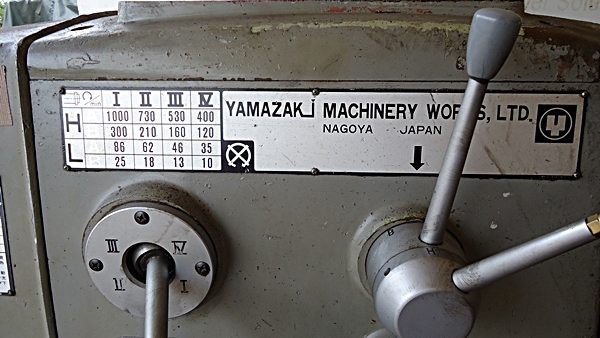 I II III IV
H 1000 730 530 400
300 210 160 120
L 86 62 46 35
25 18 13 10
YAMAZAKI MACHINERY WORKS, LTD.
NAGOYA JAPAN
III IV
II I
B
H